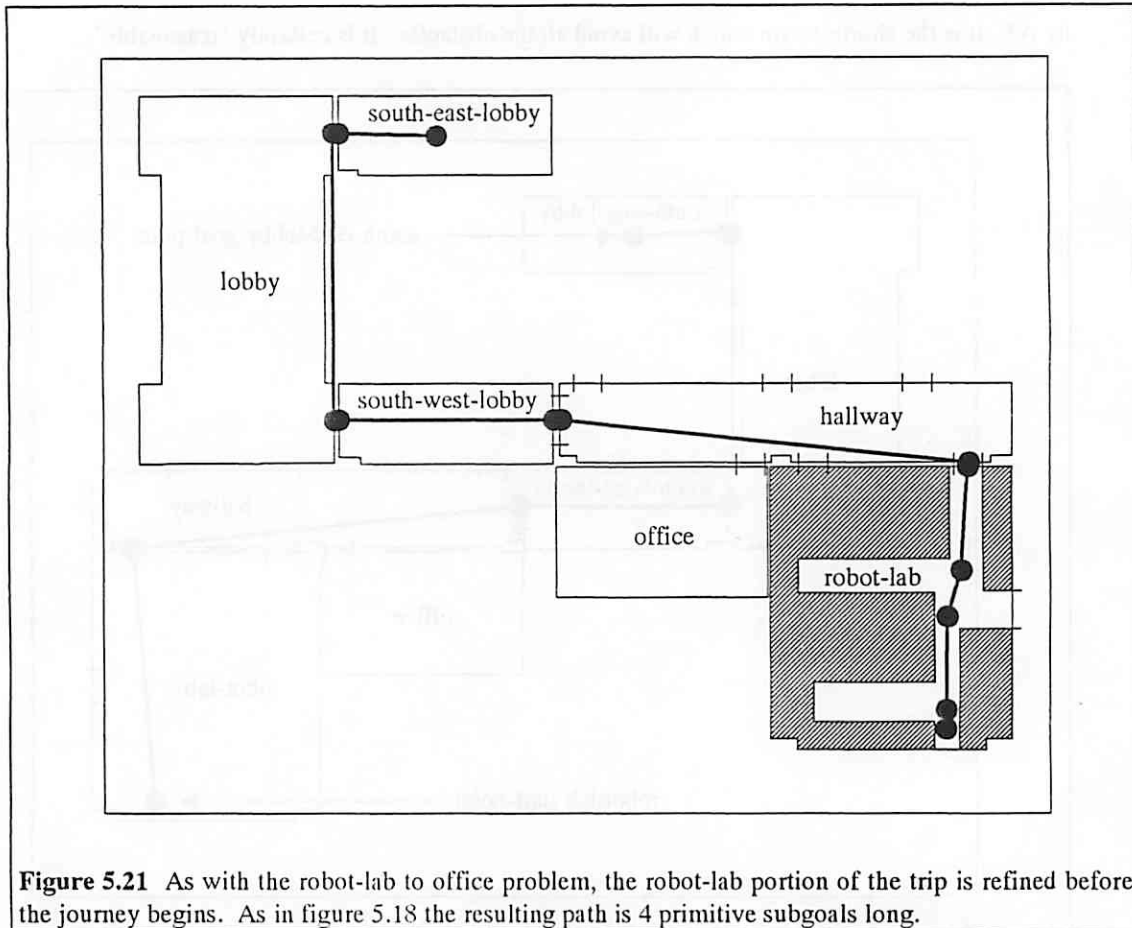 south-east-lobby
lobby
south-west-lobby
hallway
office
robot-lab
Figure 5.21 As with the robot-lab to office problem, the robot-lab portion of the trip is refined before
the journey begins. As in figure 5.18 the resulting path is 4 primitive subgoals long.